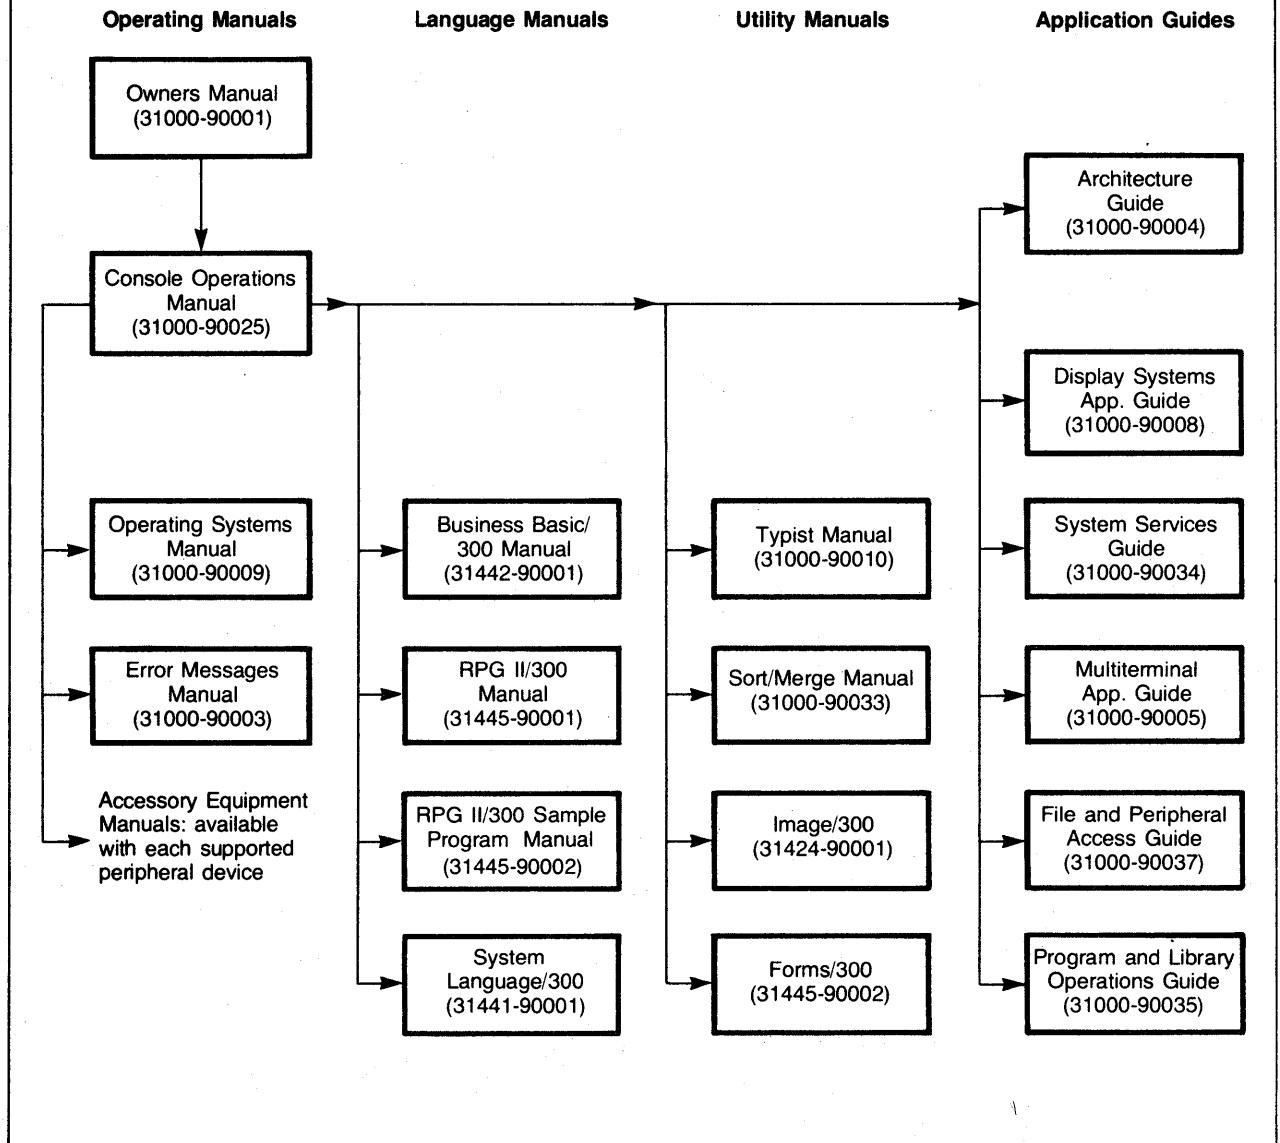 Operating Manuals
Language Manuals
Utility Manuals
Application Guides
Owners Manual
(31000-90001)
Console Operations
Manual
(31000-90025)
Operating Systems
Manual
(31000-90009)
Error Messages
Manual
(31000-90003)
Accessory Equipment
Manuals: available
with each supported
peripheral device
Business Basic/
300 Manual
(31442-90001)
RPG II/300
Manual
(31445-90001)
RPG II/300 Sample
Program Manual
(31445-90002)
System
Language/300
(31441-90001)
Typist Manual
(31000-90010)
Sort/Merge Manual
(31000-90033)
Image/300
(31424-90001)
Forms/300
(31445-90002)
Architecture
Guide
(31000-90004)
Display Systems
App. Guide
(31000-90008)
System Services
Guide
(31000-90034)
Multiterminal
App. Guide
(31000-90005)
File and Peripheral
Access Guide
(31000-90037)
Program and Library
Operations Guide
(31000-90035)